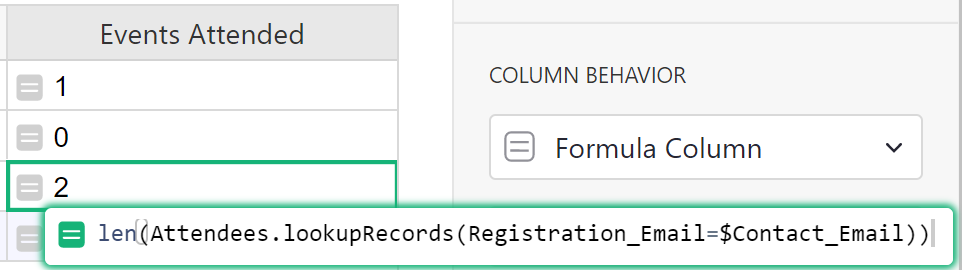 Events Attended
1
0
2
len(Attendees.lookupRecords(Registration_Email=$Contact_Email))
COLUMN BEHAVIOR
Formula Column